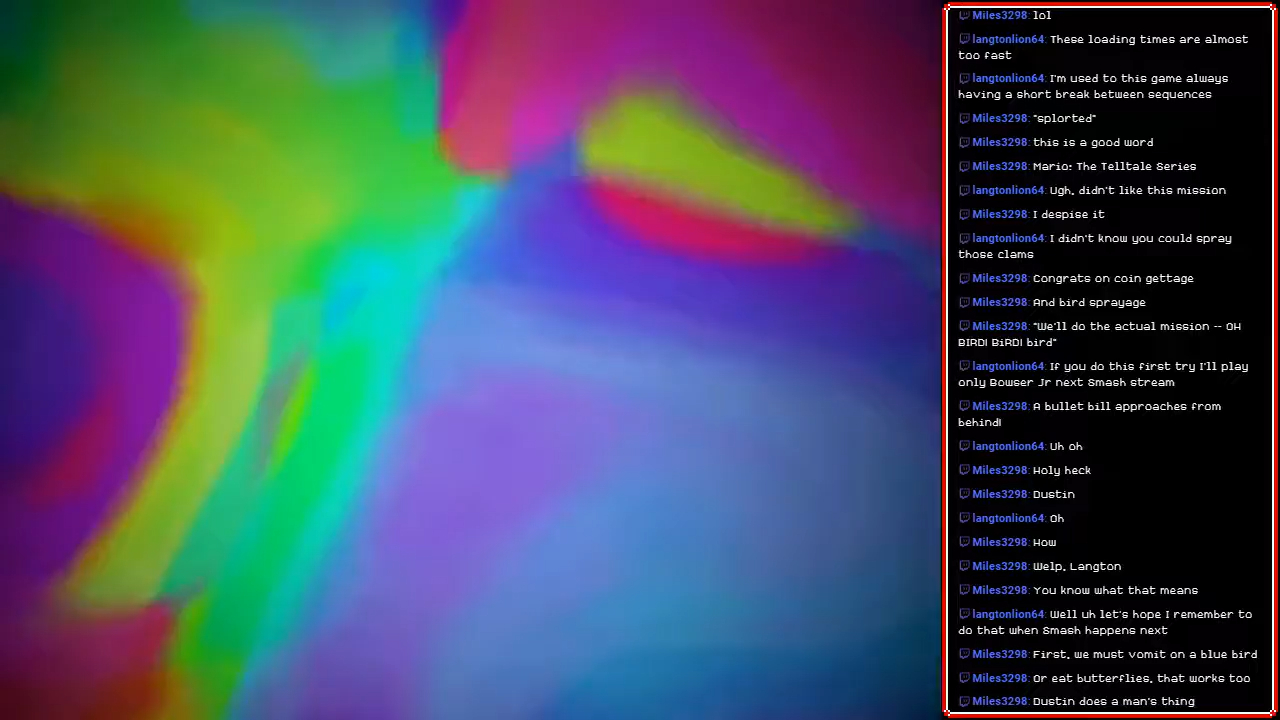 Miles3298: lol
langtonlion64: These loading times are almost
too fast
langtonlion64: I'm used to this game always
having a short break between sequences
Miles3298: "splorted"
Miles3298: this is a good word
Miles3298: Mario: The Telltale Series
langtonlion64: Ugh, didn't like this mission
Miles3298: I despise it
langtonlion64: I didn't know you could spray
those clams
Miles3298: Congrats on coin gettage
Miles3298: And bird sprayage
Miles3298: "We'll do the actual mission -- OH
BIRD! BiRD! bird"
langtonlion64: If you do this first try I'll play
only Bowser Jr next Smash stream
Miles3298: A bullet bill approaches from
behind!
langtonlion64: Uh oh
Miles3298: Holy heck
Miles3298: Dustin
langtonlion64: Oh
Miles3298: How
Miles3298: Welp, Langton
Miles3298: You know what that means
langtonlion64: Well uh let's hope I remember to
do that when Smash happens next
Miles3298: First, we must vomit on a blue bird
Miles3298: Or eat butterflies, that works too
Miles3298: Dustin does a man's thing